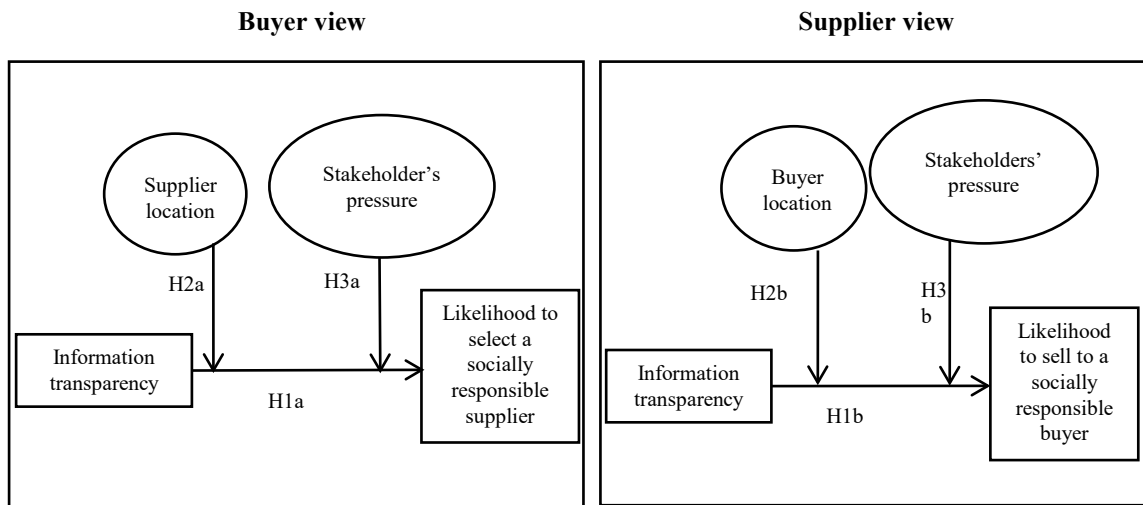 Buyer view
Supplier
location
Stakeholder's
pressure
H2a
H3a
Information
transparency
H1a
Likelihood to
select a
socially
responsible
supplier
Supplier view
Buyer
location
Stakeholders’
pressure
H2b
H3
b
Information
transparency
H1b
Likelihood
to sell to a
socially
responsible
buyer